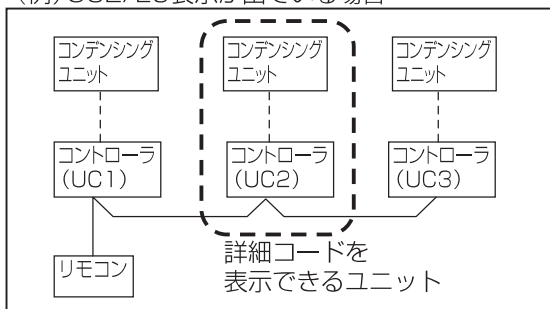 コンデンシング
ユニット
コンデンシング
ユニット
コンデンシング
ユニット
コントローラ
(UC1)
コントローラ
(UC2)
コントローラ
(UC3)
リモコン
詳細コードを
表示できるユニット